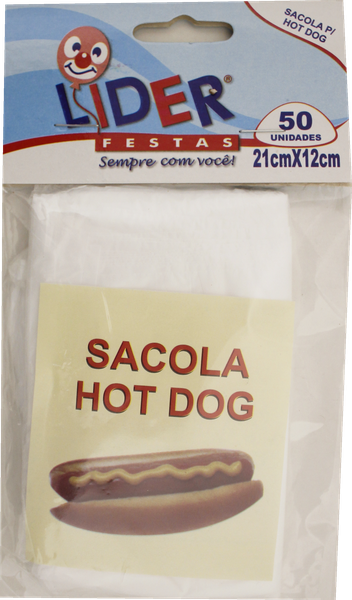 SACOLA P/
HOT DOG
LIDER®
FESTAS
Sempre com você!
50
UNIDADES
21cmX12cm
SACOLA
HOT DOG